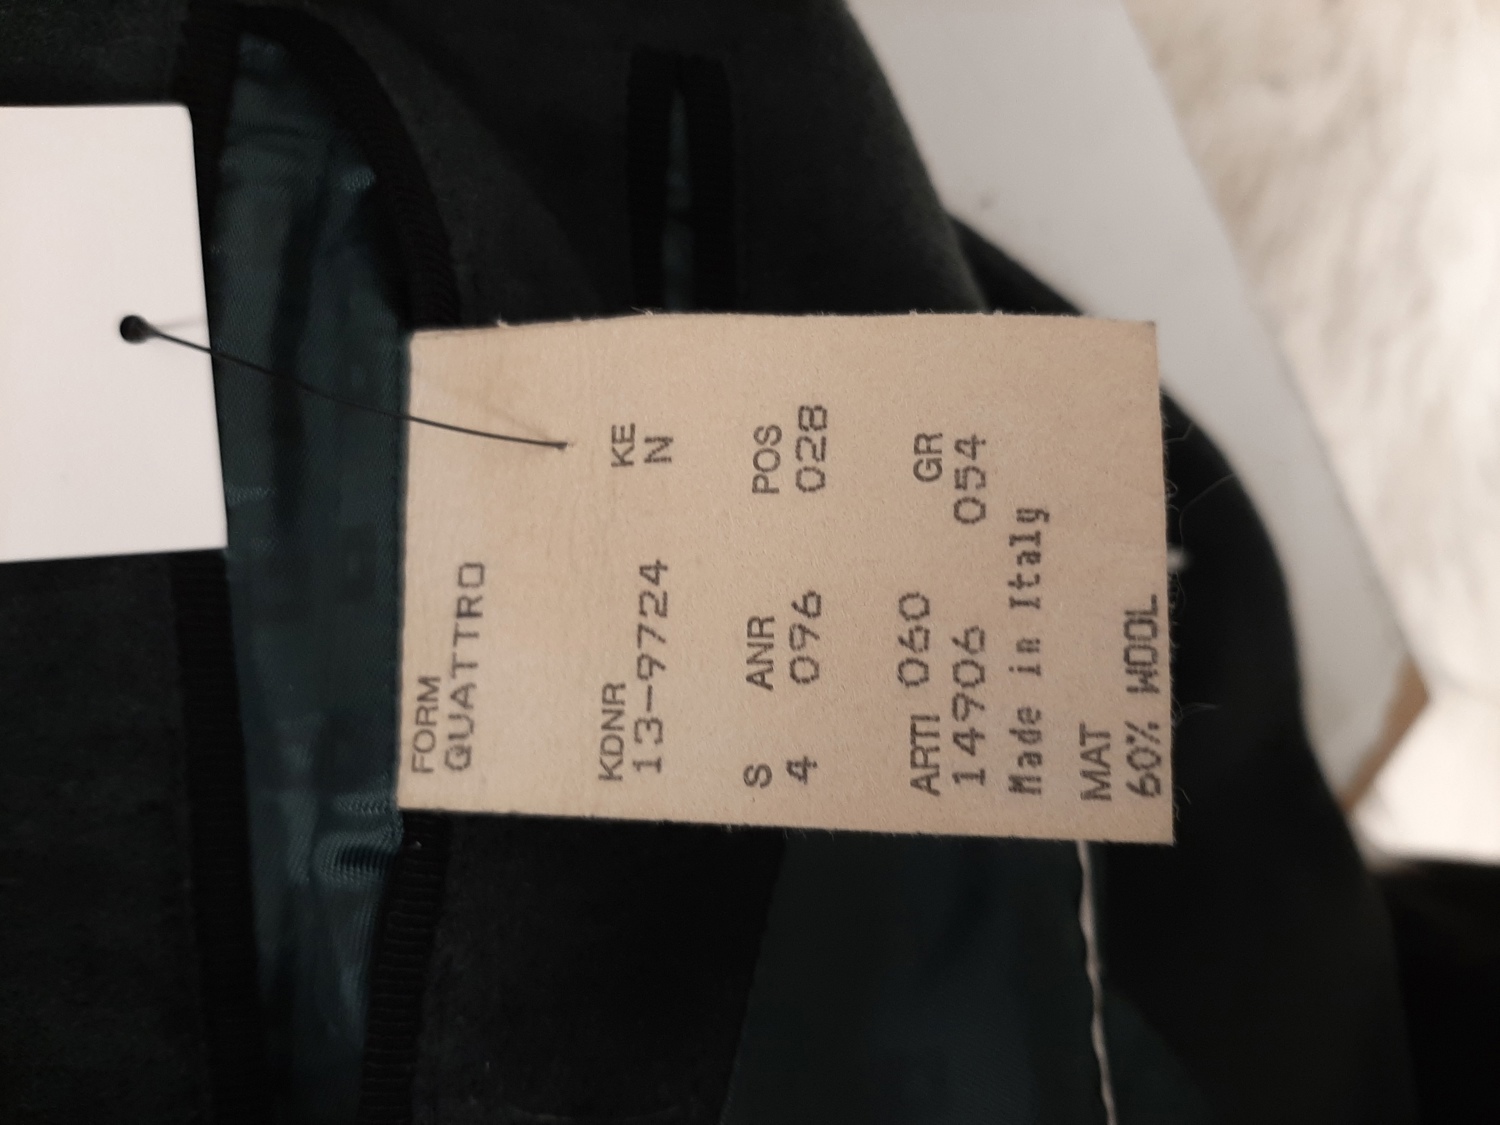 FORM
QUATTRO
KDNR KE
13-9724 N
S ANR POS
4 096 028
ARTI 060 GR
14906 054
Made in Italy
MAT
60% WOOL